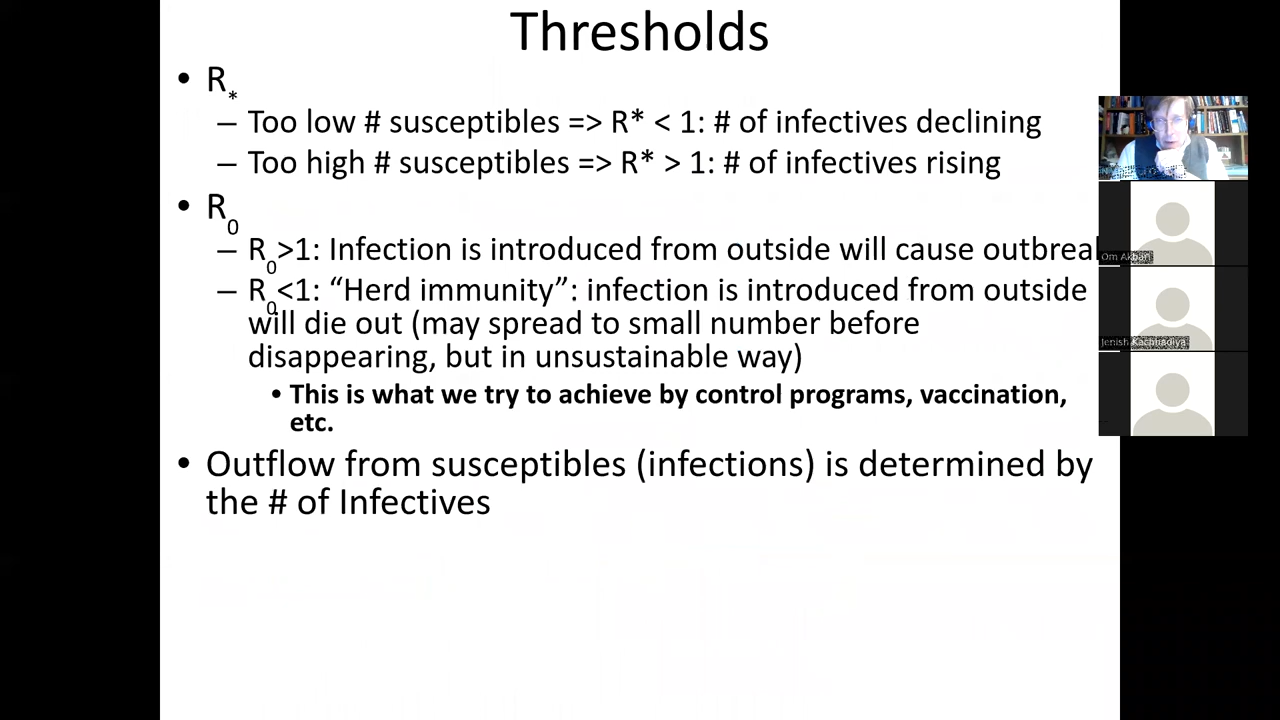 Thresholds
• R*
– Too low # susceptibles => R* < 1: # of infectives declining
– Too high # susceptibles => R* > 1: # of infectives rising
• R0
– R0>1: Infection is introduced from outside will cause
– R0<1: “Herd immunity”: infection is introduced from outside
will die out (may spread to small number before
disappearing, but in unsustainable way)
• This is what we try to achieve by control programs, vaccination,
etc.
• Outflow from susceptibles (infections) is determined by
the # of Infectives
Om Akbari
Jenish Kachhadiya